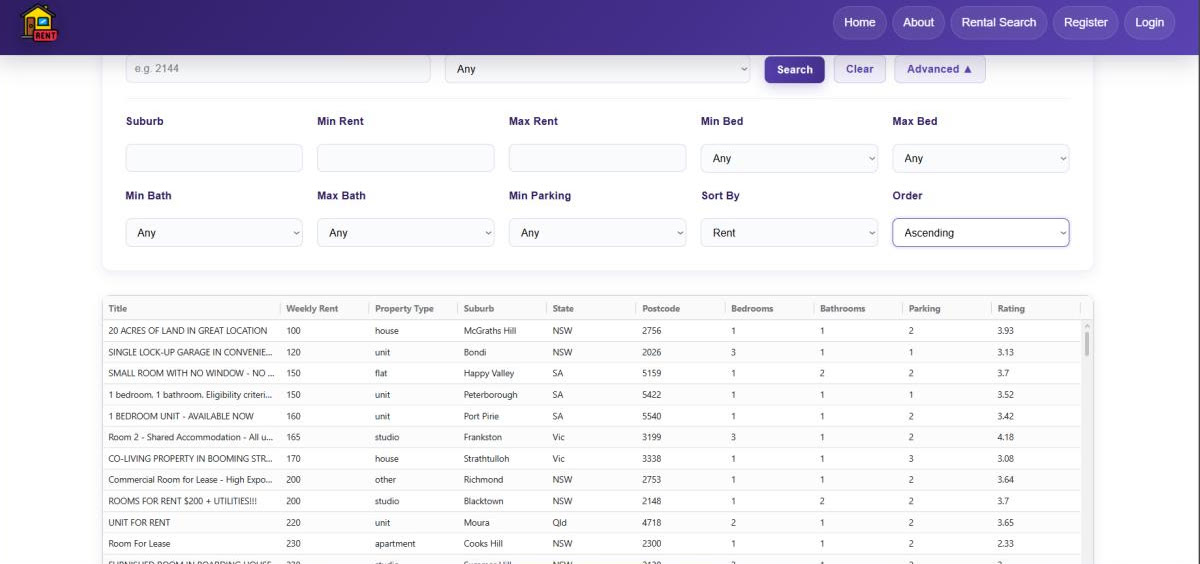 RENT
Home About Rental Search Register Login
e.g. 2144 Any Search Clear Advanced ▲
Suburb Min Rent Max Rent Min Bed Max Bed
Any Any
Min Bath Max Bath Min Parking Sort By Order
Any Any Any Rent Ascending
Title Weekly Rent Property Type Suburb State Postcode Bedrooms Bathrooms Parking Rating
20 ACRES OF LAND IN GREAT LOCATION 100 house McGraths Hill NSW 2756 1 1 2 3.93
SINGLE LOCK-UP GARAGE IN CONVENIE... 120 unit Bondi NSW 2026 3 1 1 3.13
SMALL ROOM WITH NO WINDOW - NO ... 150 flat Happy Valley SA 5159 1 2 2 3.7
1 bedroom, 1 bathroom. Eligibility criteri... 150 unit Peterborough SA 5422 1 1 1 3.52
1 BEDROOM UNIT - AVAILABLE NOW 160 unit Port Pirie SA 5540 1 1 2 3.42
Room 2 - Shared Accommodation - All u... 165 studio Frankston Vic 3199 3 1 2 4.18
CO-LIVING PROPERTY IN BOOMING STR... 170 house Strathtulloh Vic 3338 1 1 3 3.08
Commercial Room for Lease - High Expo... 200 other Richmond NSW 2753 1 1 2 3.64
ROOMS FOR RENT $200 + UTILITIES!!! 200 studio Blacktown NSW 2148 1 2 2 3.7
UNIT FOR RENT 220 unit Moura Qld 4718 2 1 2 3.65
Room For Lease 230 apartment Cooks Hill NSW 2300 1 1 2 2.33